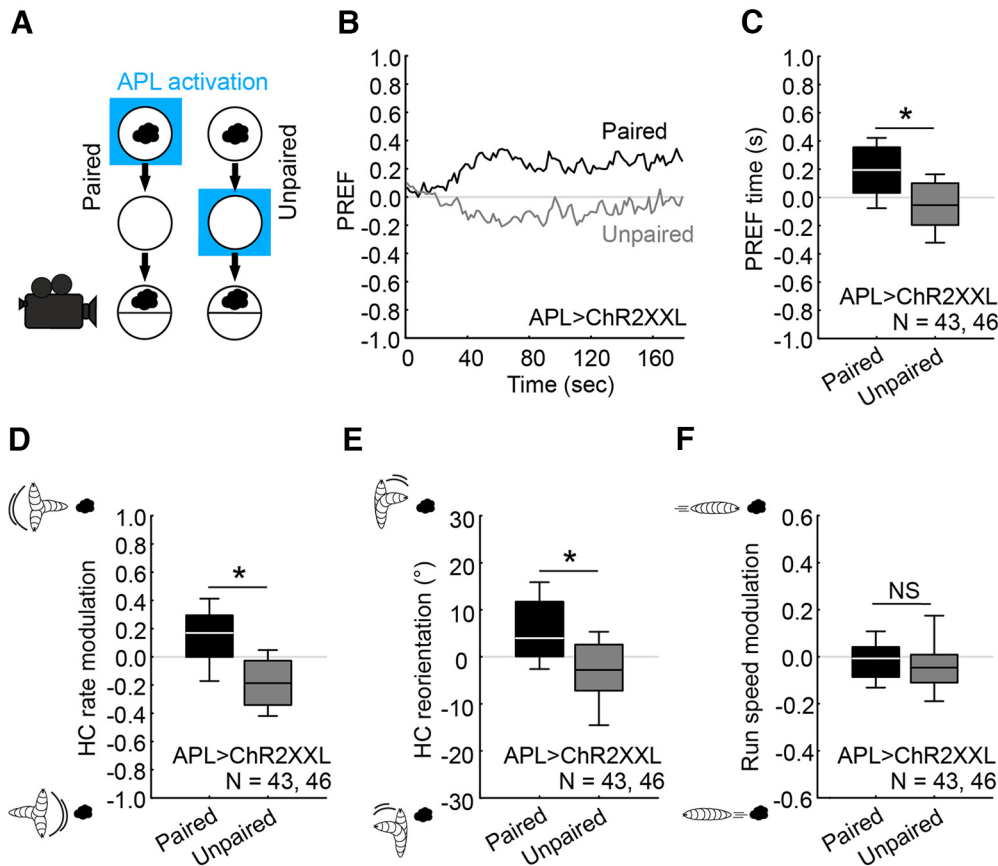 A
APL activation
Paired
Unpaired
B
PREF
1.0
0.8
0.6
0.4
0.2
0.0
-0.2
-0.4
-0.6
-0.8
-1.0
Paired
Unpaired
APL>ChR2XXL
0 40 80 120 160
Time (sec)
C
PREF time (s)
1.0
0.8
0.6
0.4
0.2
0.0
-0.2
-0.4
-0.6
-0.8
-1.0
*
APL>ChR2XXL
N = 43, 46
Paired
Unpaired
D
HC rate modulation
1.0
0.8
0.6
0.4
0.2
0.0
-0.2
-0.4
-0.6
-0.8
-1.0
*
APL>ChR2XXL
N = 43, 46
Paired
Unpaired
E
HC reorientation (°)
30
20
10
0
-10
-20
-30
*
APL>ChR2XXL
N = 43, 46
Paired
Unpaired
F
Run speed modulation
0.6
0.4
0.2
-0.0
-0.2
-0.4
-0.6
NS
APL>ChR2XXL
N = 43, 46
Paired
Unpaired